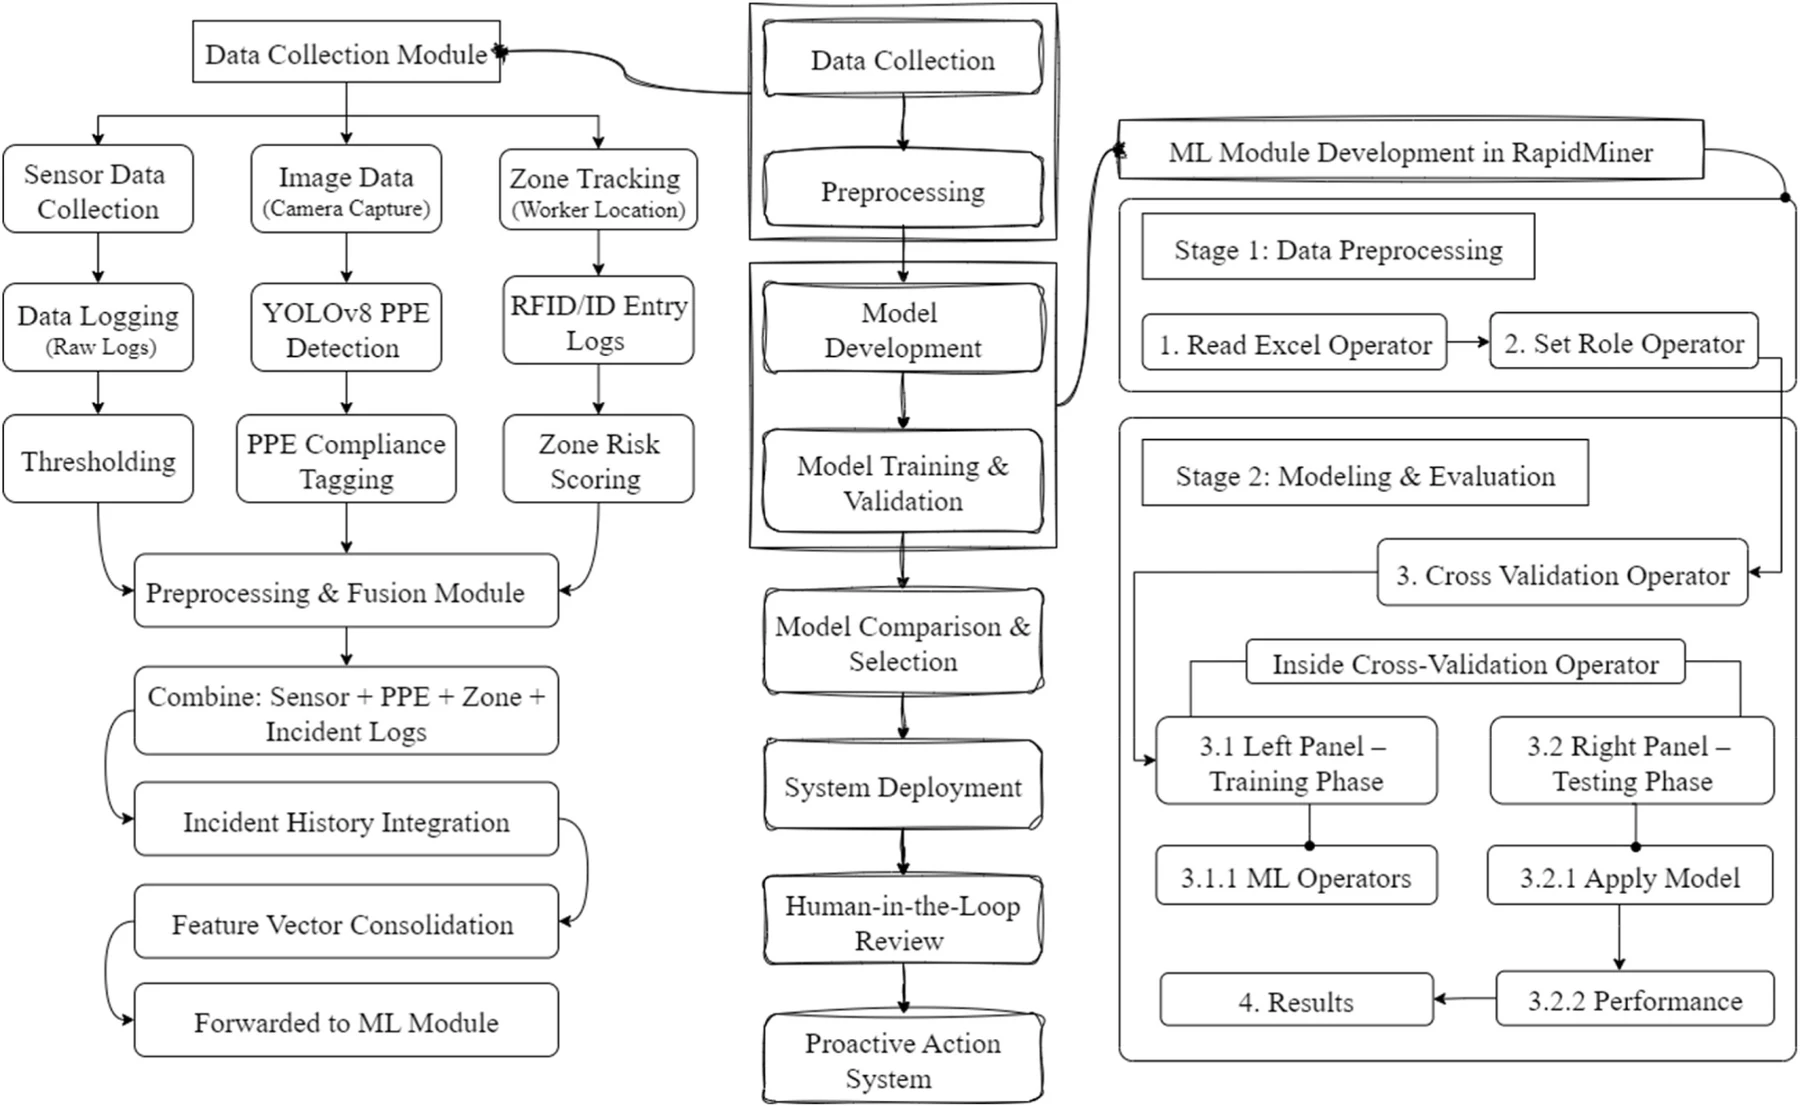 Data Collection Module
Sensor Data
Collection
Image Data
(Camera Capture)
Zone Tracking
(Worker Location)
Data Logging
(Raw Logs)
YOLOv8 PPE
Detection
RFID/ID Entry
Logs
Thresholding
PPE Compliance
Tagging
Zone Risk
Scoring
Preprocessing & Fusion Module
Combine: Sensor + PPE + Zone +
Incident Logs
Incident History Integration
Feature Vector Consolidation
Forwarded to ML Module
Data Collection
Preprocessing
Model
Development
Model Training &
Validation
Model Comparison &
Selection
System Deployment
Human-in-the-Loop
Review
Proactive Action
System
ML Module Development in RapidMiner
Stage 1: Data Preprocessing
1. Read Excel Operator
2. Set Role Operator
Stage 2: Modeling & Evaluation
3. Cross Validation Operator
Inside Cross-Validation Operator
3.1 Left Panel –
Training Phase
3.2 Right Panel –
Testing Phase
3.1.1 ML Operators
3.2.1 Apply Model
4. Results
3.2.2 Performance